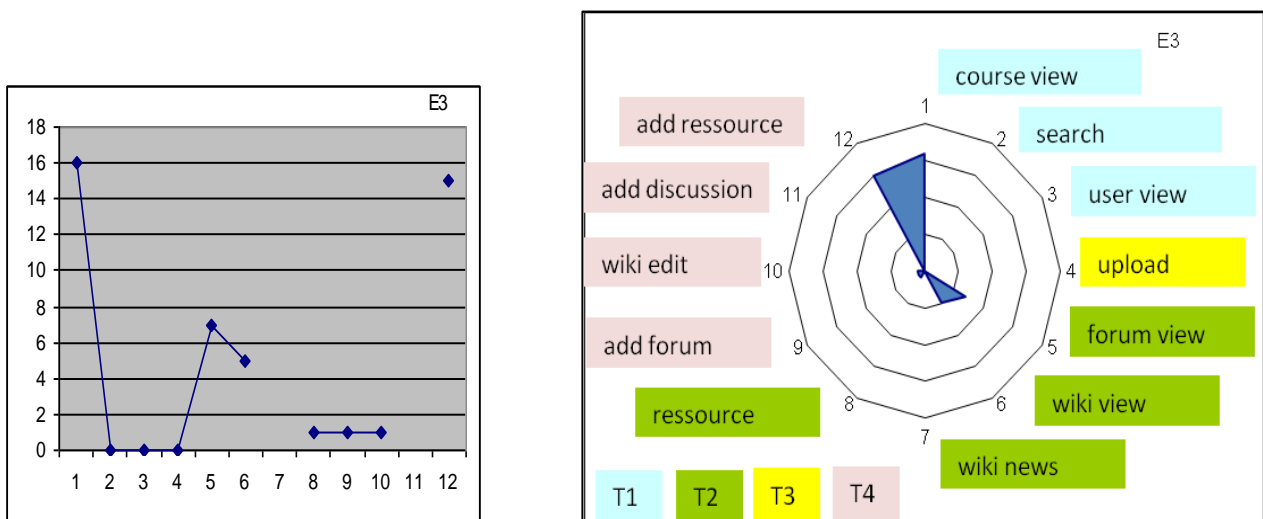 E3
18
16
14
12
10
8
6
4
2
0
1 2 3 4 5 6 7 8 9 10 11 12
E3
course view
add ressource
1
12
2
search
add discussion
11
3
user view
wiki edit
10
4
upload
add forum
9
5
forum view
ressource
8
6
wiki view
7
wiki news
T1 T2 T3 T4